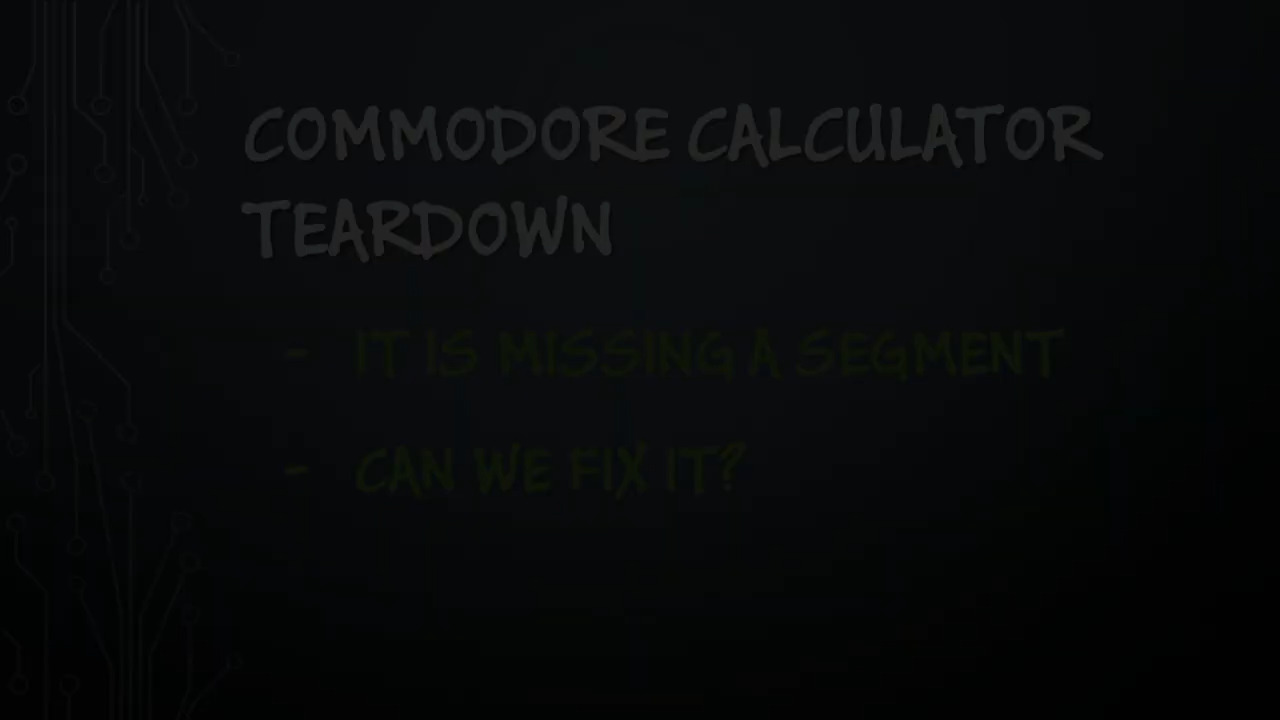 COMMODORE CALCULATOR
TEARDOWN
- IT IS MISSING A SEGMENT
- CAN WE FIX IT?